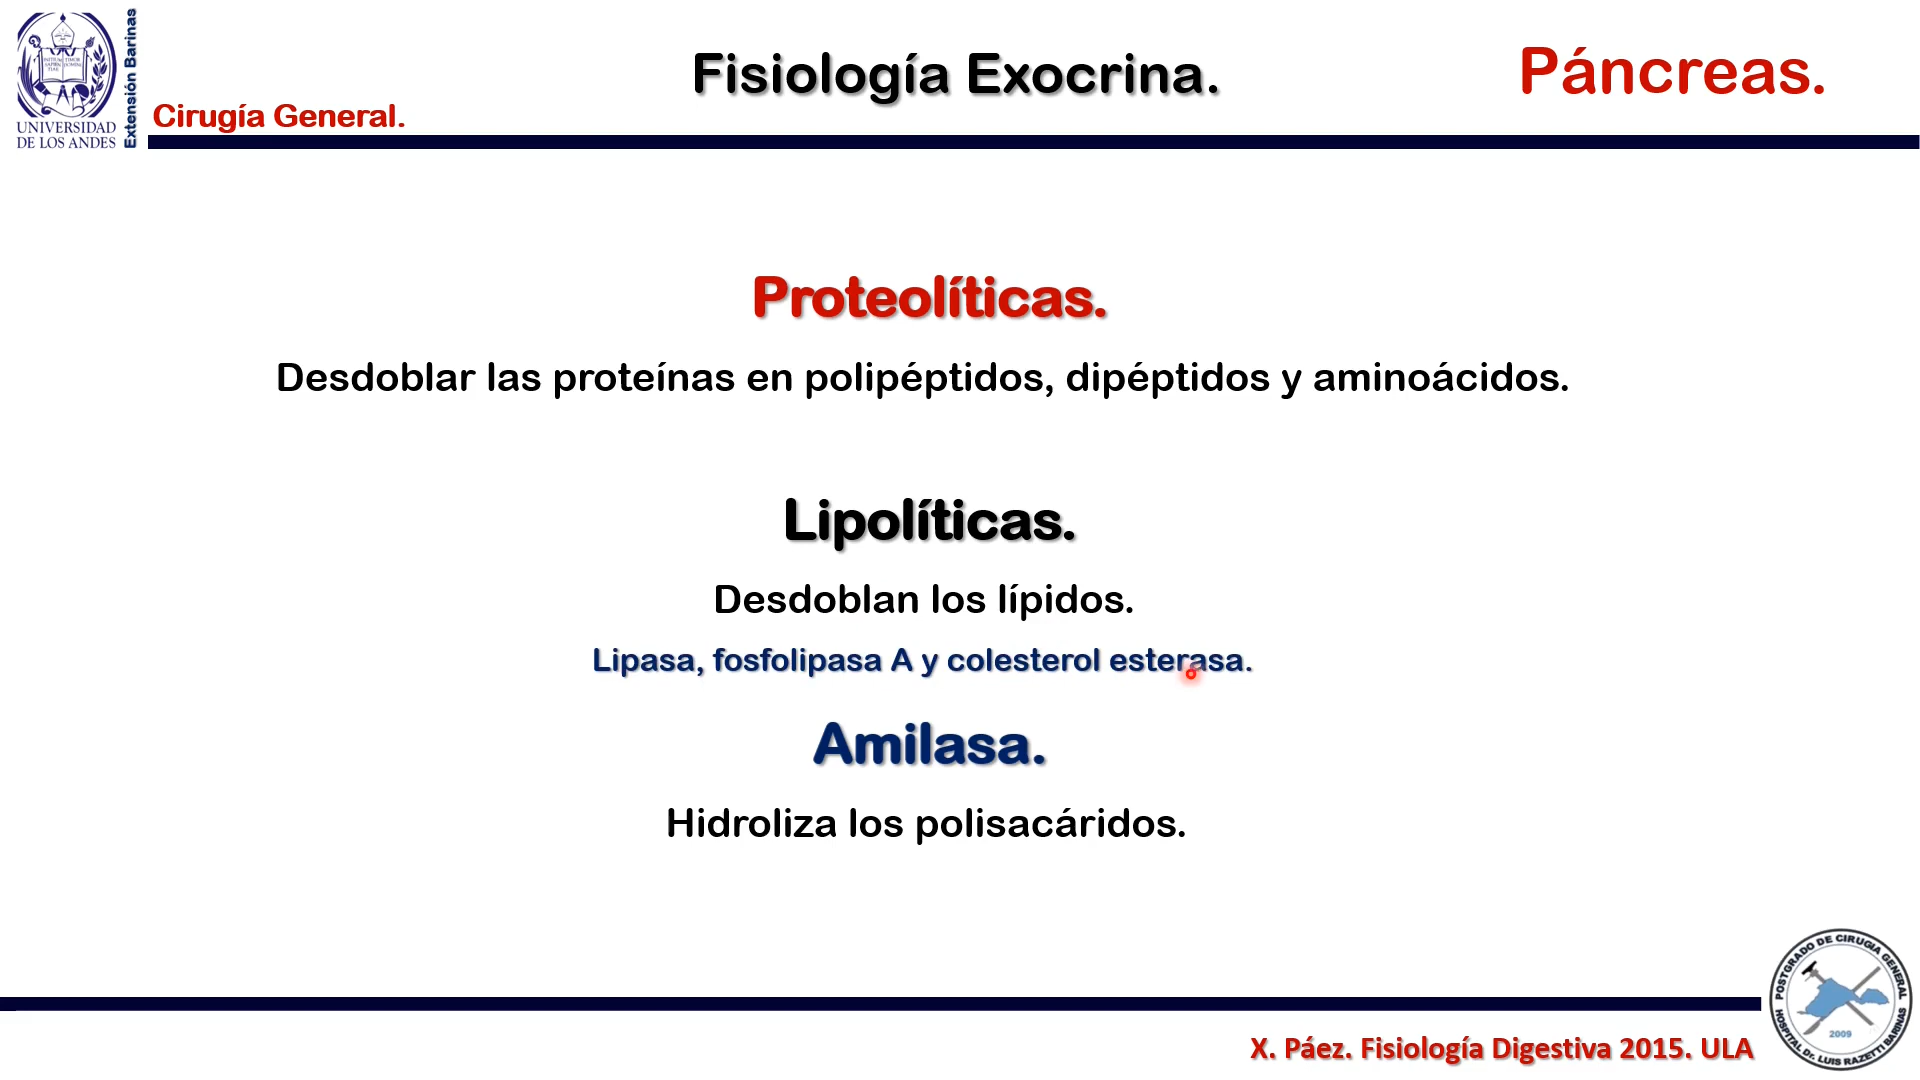 Extensión Barinas
UNIVERSIDAD
DE LOS ANDES
Cirugía General.
Fisiología Exocrina.
Páncreas.
Proteolíticas.
Desdoblar las proteínas en polipéptidos, dipéptidos y aminoácidos.
Lipolíticas.
Desdoblan los lípidos.
Lipasa, fosfolipasa A y colesterol esterasa.
Amilasa.
Hidroliza los polisacáridos.
POSTGRADO DE CIRUGIA GENERAL
2009
HOSPITAL Dr. LUIS RAZETTI BARINAS
X. Páez. Fisiología Digestiva 2015. ULA